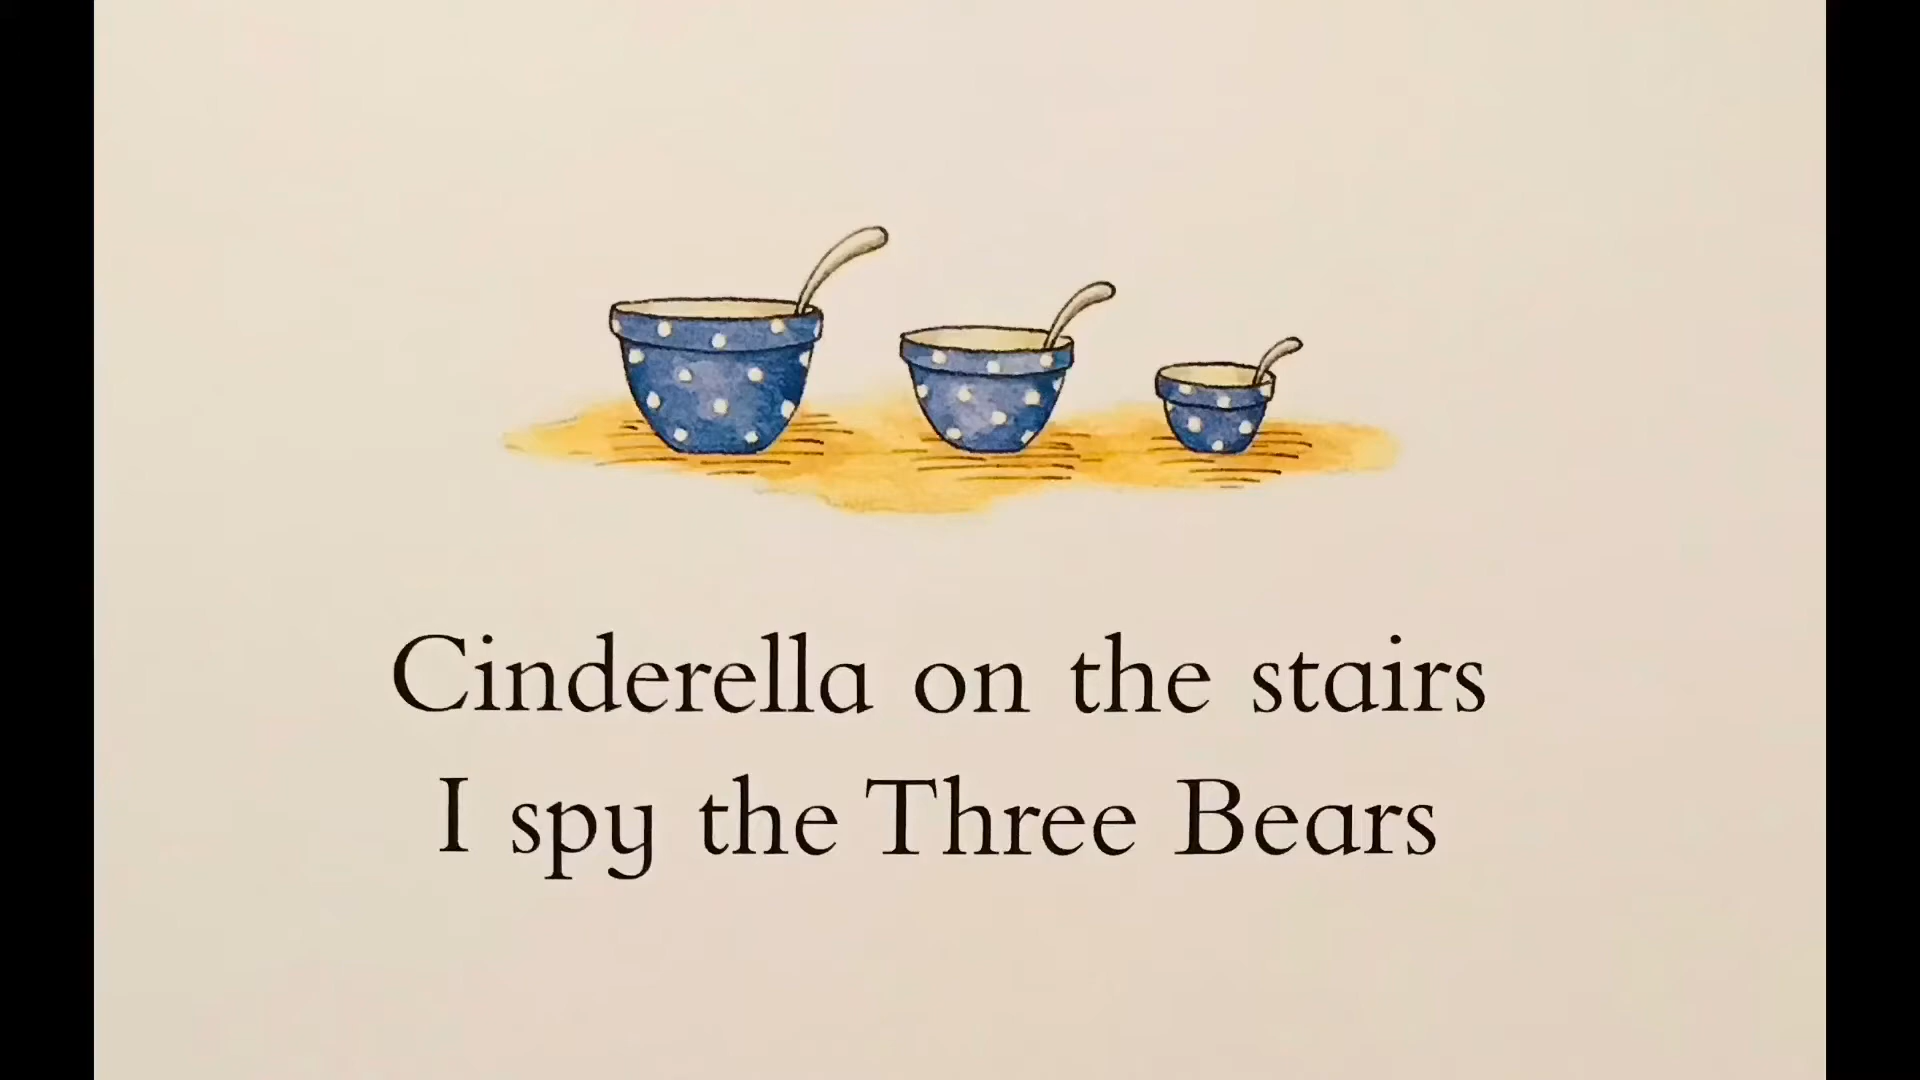 Cinderella on the stairs
I spy the Three Bears